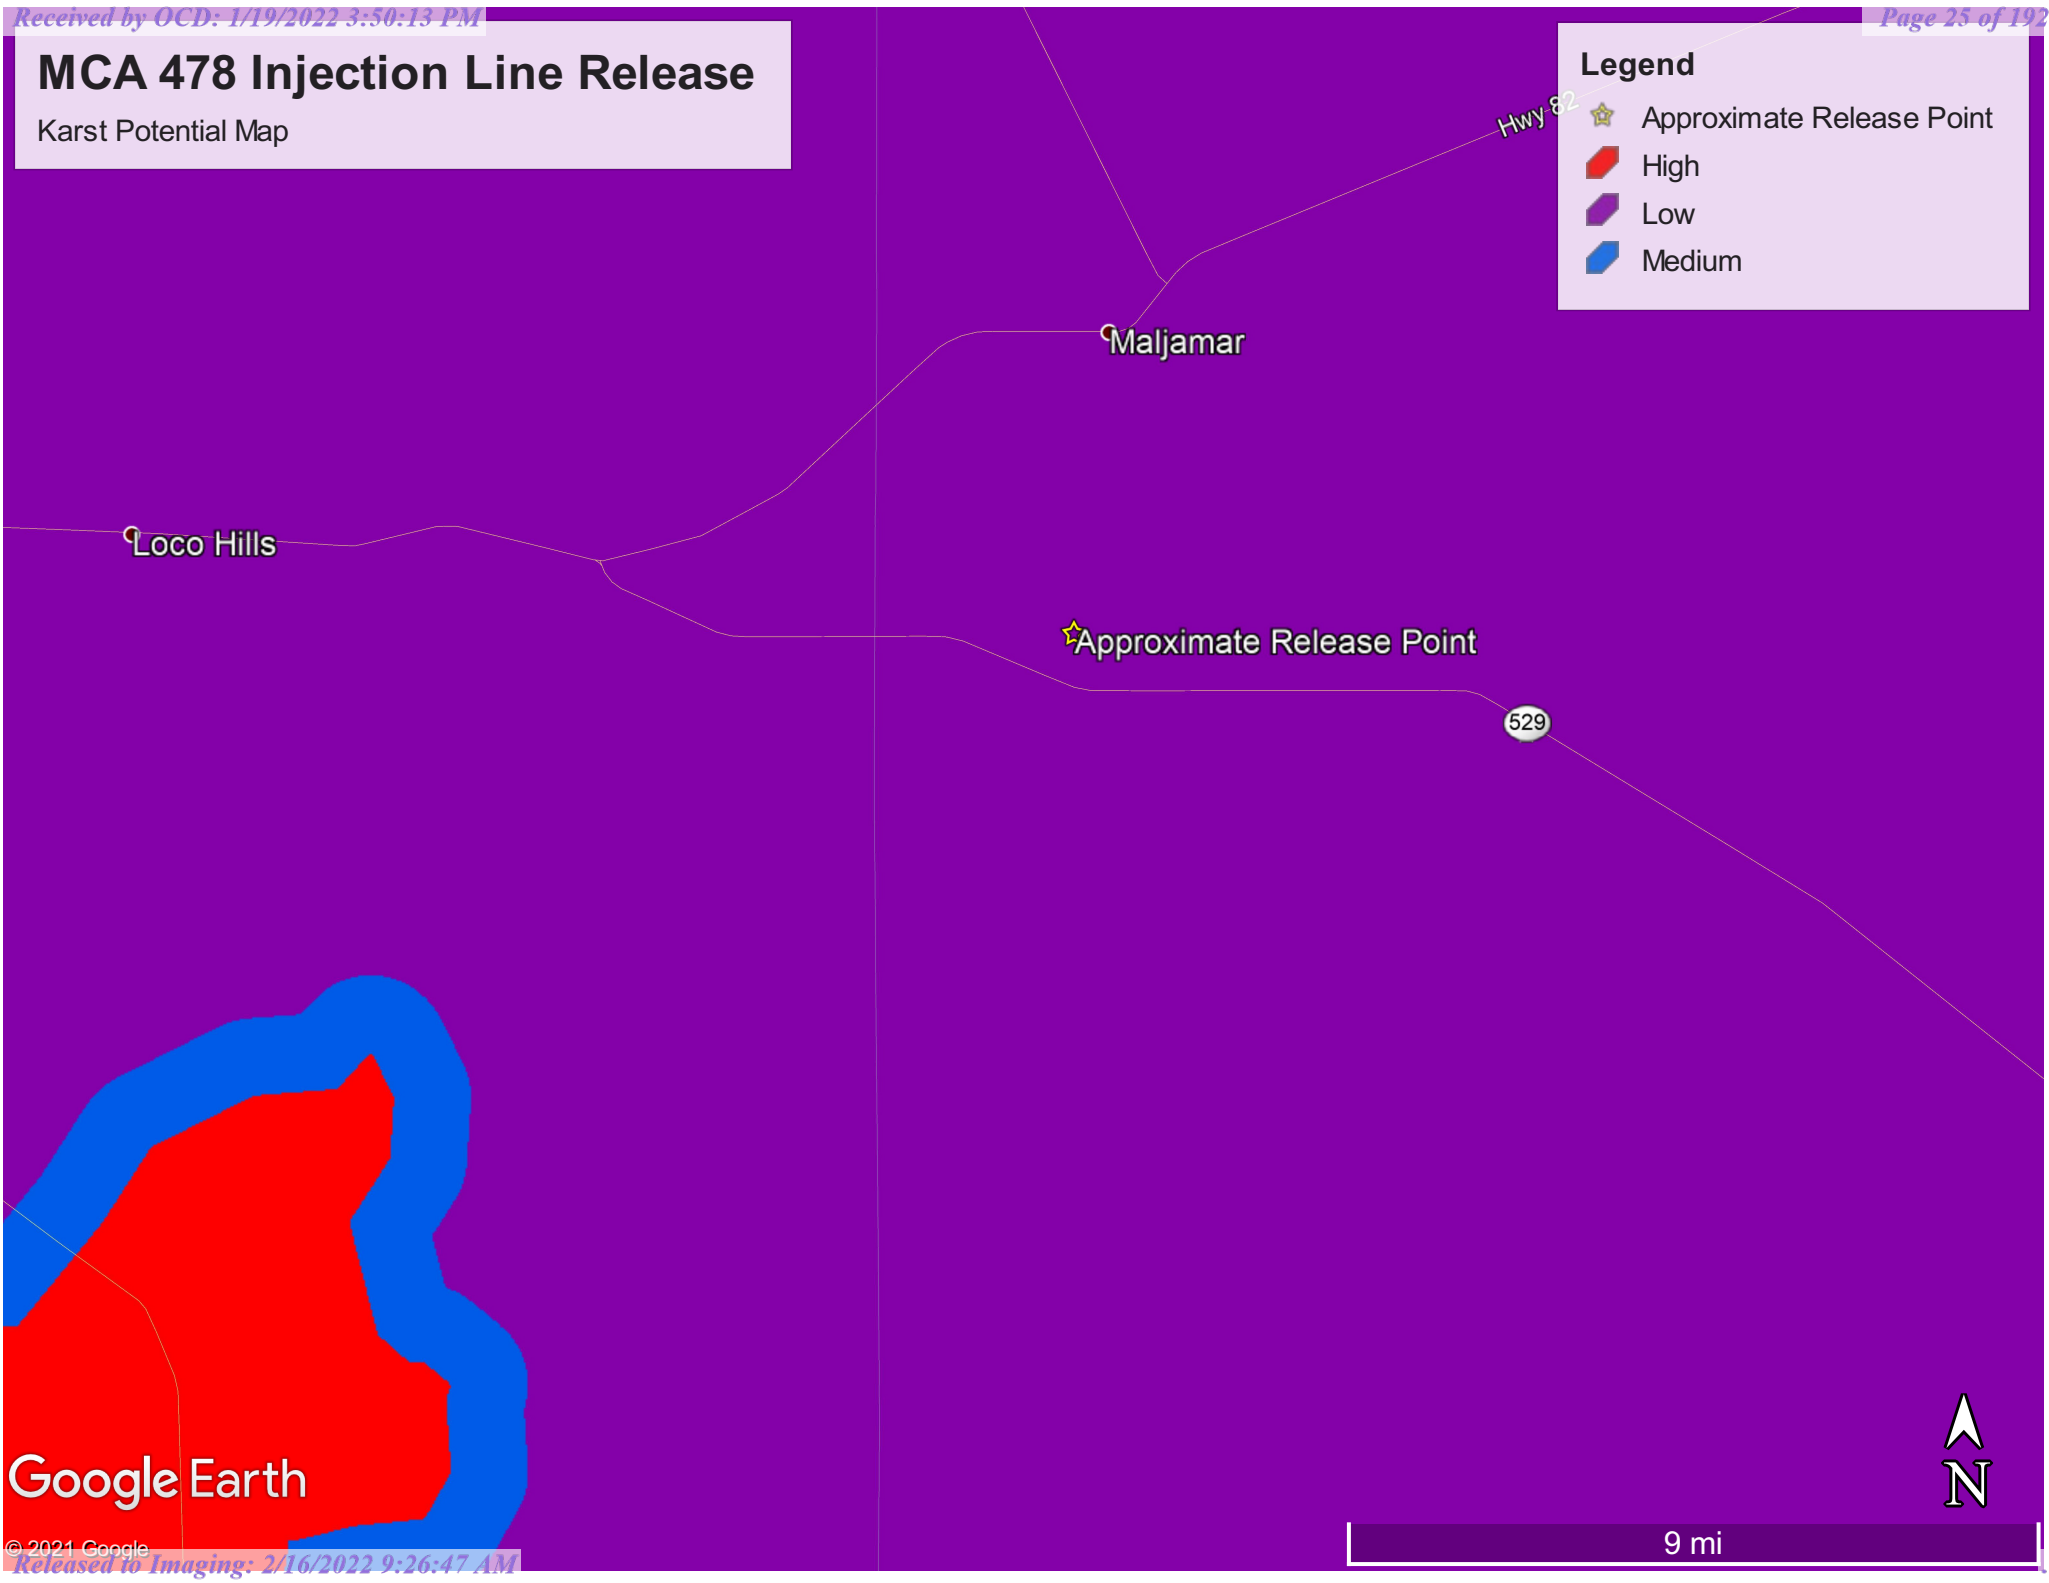 Received by OCD: 1/19/2022 3:50:13 PM
Page 25 of 192
MCA 478 Injection Line Release
Karst Potential Map
Legend
Approximate Release Point
High
Low
Medium
Hwy 82
Maljamar
Loco Hills
Approximate Release Point
529
Google Earth
N
9 mi
© 2021 Google
Released to Imaging: 2/16/2022 9:26:47 AM